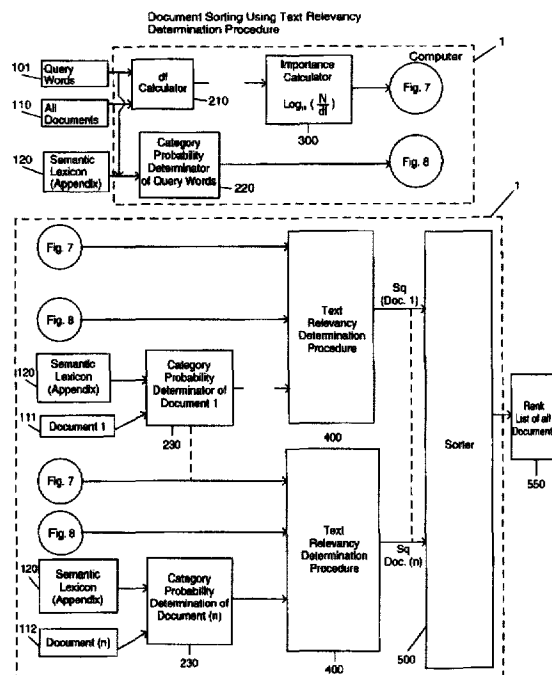 Document Sorting Using Text Relevancy
Determination Procedure
1
Computer
101
Query
Words
110
All
Documents
df
Calculator
210
Importance
Calculator
Log₁₀ (N/df)
300
Fig. 7
120
Semantic
Lexicon
(Appendix)
Category
Probability
Determinator
of Query Words
220
Fig. 8
1
Fig. 7
Fig. 8
120
Semantic
Lexicon
(Appendix)
111
Document 1
Category
Probability
Determinator of
Document 1
230
Text
Relevancy
Determination
Procedure
400
Sq
(Doc. 1)
Sorter
Rank
List of all
Document
550
Fig. 7
Fig. 8
120
Semantic
Lexicon
(Appendix)
112
Document (n)
Category
Probability
Determination of
Document (n)
230
Text
Relevancy
Determination
Procedure
400
Sq
Doc. (n)
500